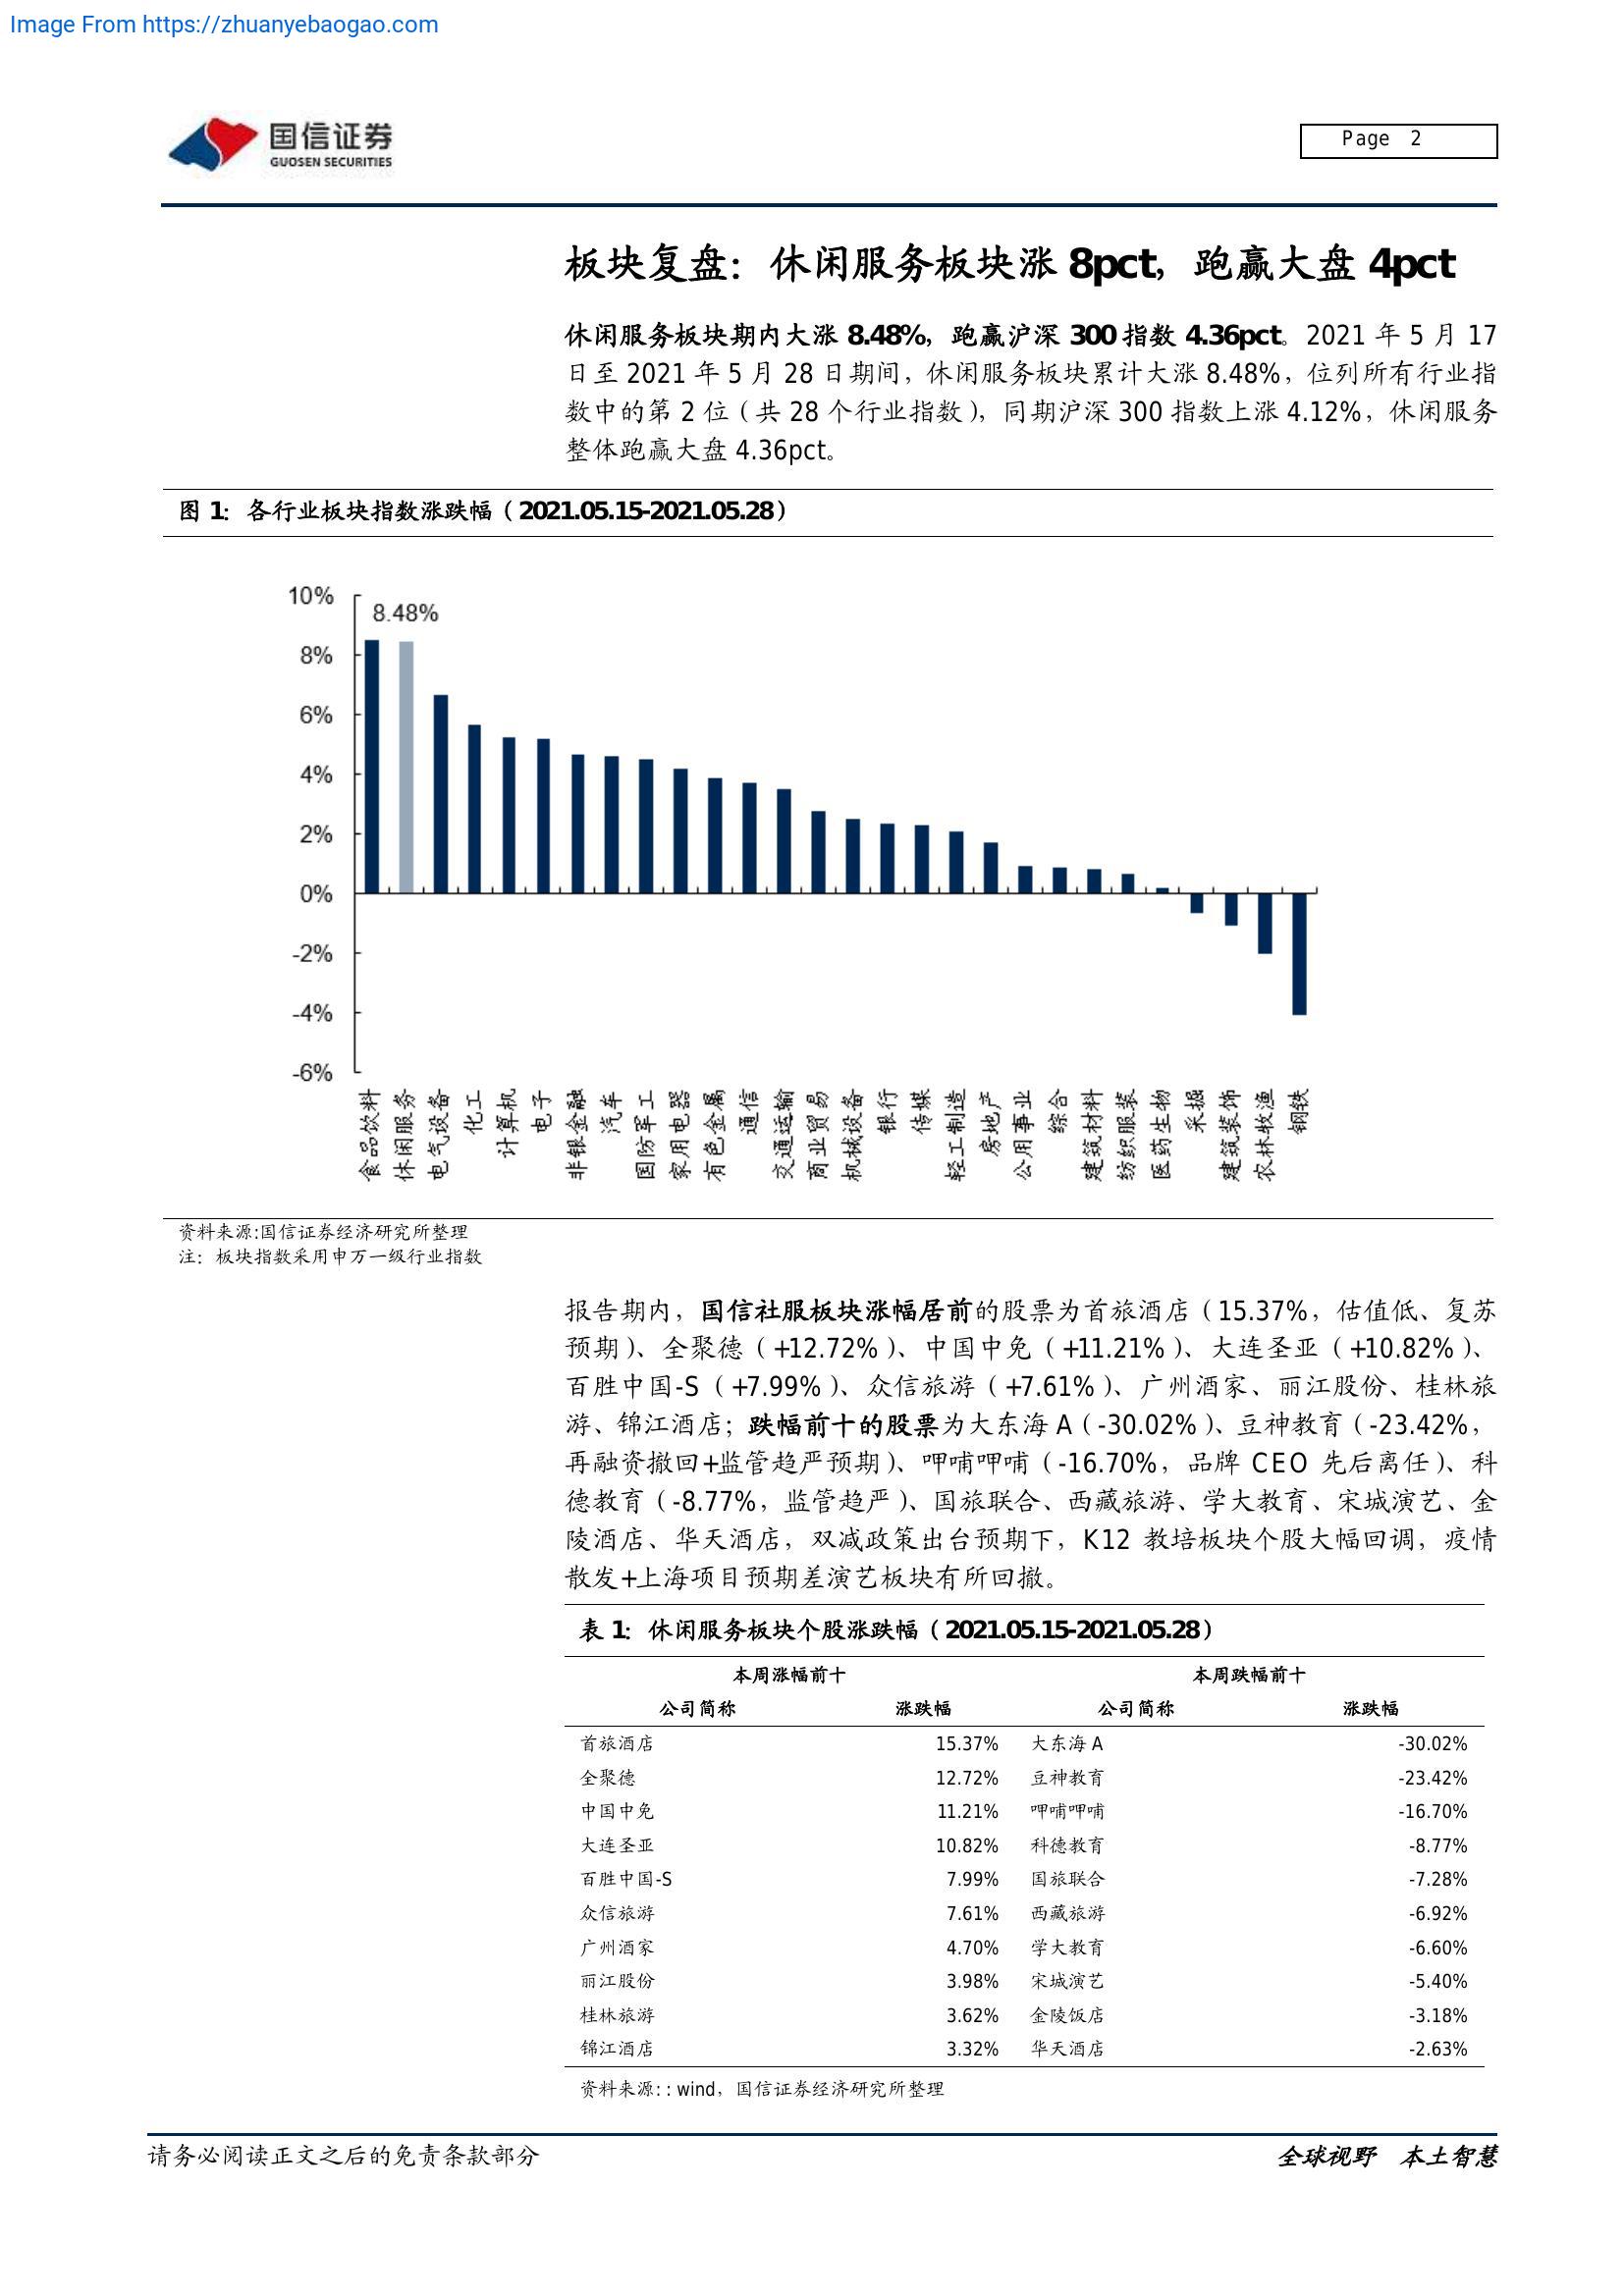 Image From https://zhuanyebaogao.com
国信证券
GUOSEN SECURITIES
Page 2
板块复盘：休闲服务板块涨 8pct，跑赢大盘 4pct
休闲服务板块期内大涨 8.48%，跑赢沪深 300 指数 4.36pct。2021 年 5 月 17
日至 2021 年 5 月 28 日期间，休闲服务板块累计大涨 8.48%，位列所有行业指
数中的第 2 位（共 28 个行业指数），同期沪深 300 指数上涨 4.12%，休闲服务
整体跑赢大盘 4.36pct。
图 1：各行业板块指数涨跌幅（2021.05.15-2021.05.28）
10%
8.48%
8%
6%
4%
2%
0%
-2%
-4%
-6%
食品饮料
休闲服务
电气设备
化工
计算机
电子
非银金融
汽车
国防军工
家用电器
有色金属
通信
交通运输
商业贸易
机械设备
银行
传媒
轻工制造
房地产
公用事业
综合
建筑材料
纺织服装
医药生物
采掘
建筑装饰
农林牧渔
钢铁
资料来源:国信证券经济研究所整理
注：板块指数采用申万一级行业指数
报告期内，国信社服板块涨幅居前的股票为首旅酒店（15.37%，估值低、复苏
预期）、全聚德（+12.72%）、中国中免（+11.21%）、大连圣亚（+10.82%）、
百胜中国-S（+7.99%）、众信旅游（+7.61%）、广州酒家、丽江股份、桂林旅
游、锦江酒店；跌幅前十的股票为大东海 A（-30.02%）、豆神教育（-23.42%，
再融资撤回+监管趋严预期）、呷哺呷哺（-16.70%，品牌 CEO 先后离任）、科
德教育（-8.77%，监管趋严）、国旅联合、西藏旅游、学大教育、宋城演艺、金
陵酒店、华天酒店，双减政策出台预期下，K12 教培板块个股大幅回调，疫情
散发+上海项目预期差演艺板块有所回撤。
表 1：休闲服务板块个股涨跌幅（2021.05.15-2021.05.28）
本周涨幅前十 本周跌幅前十
公司简称 涨跌幅 公司简称 涨跌幅
首旅酒店 15.37% 大东海 A -30.02%
全聚德 12.72% 豆神教育 -23.42%
中国中免 11.21% 呷哺呷哺 -16.70%
大连圣亚 10.82% 科德教育 -8.77%
百胜中国-S 7.99% 国旅联合 -7.28%
众信旅游 7.61% 西藏旅游 -6.92%
广州酒家 4.70% 学大教育 -6.60%
丽江股份 3.98% 宋城演艺 -5.40%
桂林旅游 3.62% 金陵饭店 -3.18%
锦江酒店 3.32% 华天酒店 -2.63%
资料来源: : wind，国信证券经济研究所整理
请务必阅读正文之后的免责条款部分
全球视野 本土智慧